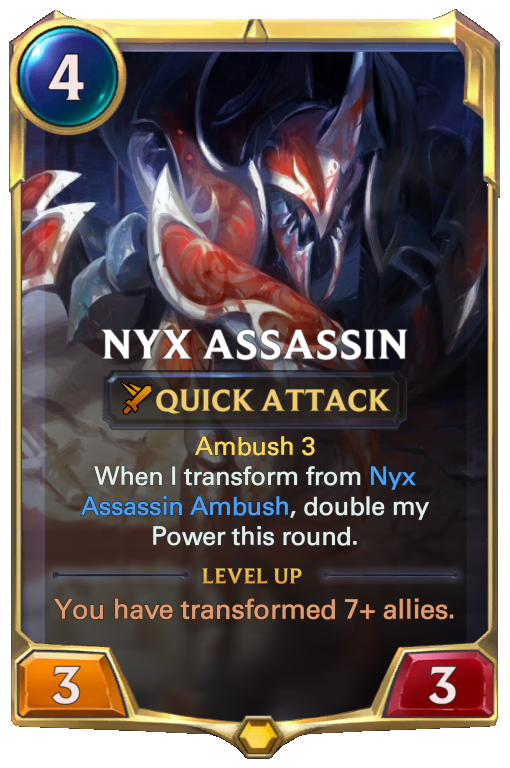 4
NYX ASSASSIN
QUICK ATTACK
Ambush 3
When I transform from Nyx
Assassin Ambush, double my
Power this round.
LEVEL UP
You have transformed 7+ allies.
3 3